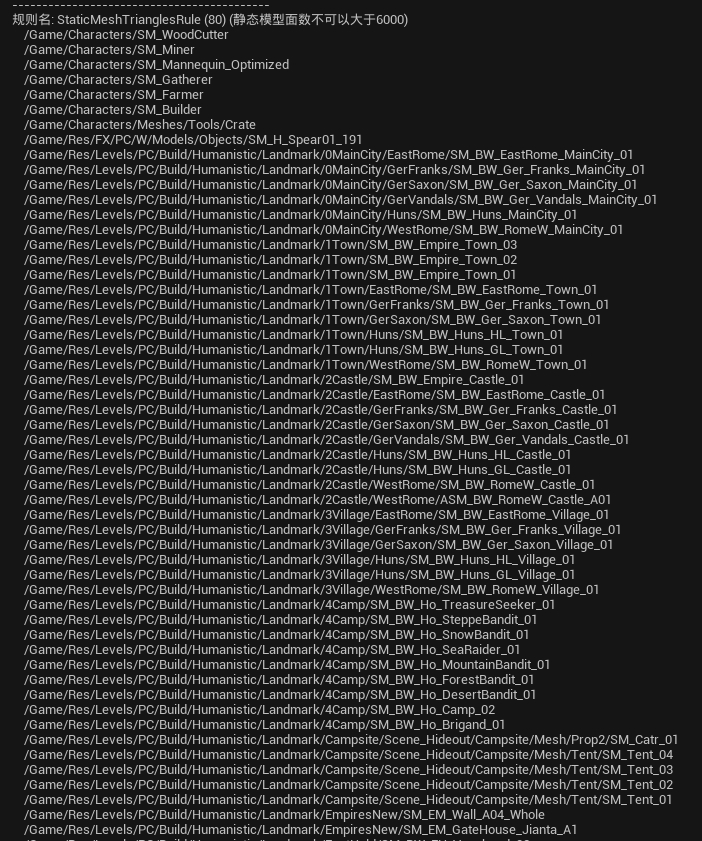 --------------------------------------------
规则名: StaticMeshTrianglesRule (80) (静态模型面数不可以大于6000)
/Game/Characters/SM_WoodCutter
/Game/Characters/SM_Miner
/Game/Characters/SM_Mannequin_Optimized
/Game/Characters/SM_Gatherer
/Game/Characters/SM_Farmer
/Game/Characters/SM_Builder
/Game/Characters/Meshes/Tools/Crate
/Game/Res/FX/PC/W/Models/Objects/SM_H_Spear01_191
/Game/Res/Levels/PC/Build/Humanistic/Landmark/0MainCity/EastRome/SM_BW_EastRome_MainCity_01
/Game/Res/Levels/PC/Build/Humanistic/Landmark/0MainCity/GerFranks/SM_BW_Ger_Franks_MainCity_01
/Game/Res/Levels/PC/Build/Humanistic/Landmark/0MainCity/GerSaxon/SM_BW_Ger_Saxon_MainCity_01
/Game/Res/Levels/PC/Build/Humanistic/Landmark/0MainCity/GerVandals/SM_BW_Ger_Vandals_MainCity_01
/Game/Res/Levels/PC/Build/Humanistic/Landmark/0MainCity/Huns/SM_BW_Huns_MainCity_01
/Game/Res/Levels/PC/Build/Humanistic/Landmark/0MainCity/WestRome/SM_BW_RomeW_MainCity_01
/Game/Res/Levels/PC/Build/Humanistic/Landmark/1Town/SM_BW_Empire_Town_03
/Game/Res/Levels/PC/Build/Humanistic/Landmark/1Town/SM_BW_Empire_Town_02
/Game/Res/Levels/PC/Build/Humanistic/Landmark/1Town/SM_BW_Empire_Town_01
/Game/Res/Levels/PC/Build/Humanistic/Landmark/1Town/EastRome/SM_BW_EastRome_Town_01
/Game/Res/Levels/PC/Build/Humanistic/Landmark/1Town/GerFranks/SM_BW_Ger_Franks_Town_01
/Game/Res/Levels/PC/Build/Humanistic/Landmark/1Town/GerSaxon/SM_BW_Ger_Saxon_Town_01
/Game/Res/Levels/PC/Build/Humanistic/Landmark/1Town/Huns/SM_BW_Huns_HL_Town_01
/Game/Res/Levels/PC/Build/Humanistic/Landmark/1Town/Huns/SM_BW_Huns_GL_Town_01
/Game/Res/Levels/PC/Build/Humanistic/Landmark/1Town/WestRome/SM_BW_RomeW_Town_01
/Game/Res/Levels/PC/Build/Humanistic/Landmark/2Castle/SM_BW_Empire_Castle_01
/Game/Res/Levels/PC/Build/Humanistic/Landmark/2Castle/EastRome/SM_BW_EastRome_Castle_01
/Game/Res/Levels/PC/Build/Humanistic/Landmark/2Castle/GerFranks/SM_BW_Ger_Franks_Castle_01
/Game/Res/Levels/PC/Build/Humanistic/Landmark/2Castle/GerSaxon/SM_BW_Ger_Saxon_Castle_01
/Game/Res/Levels/PC/Build/Humanistic/Landmark/2Castle/GerVandals/SM_BW_Ger_Vandals_Castle_01
/Game/Res/Levels/PC/Build/Humanistic/Landmark/2Castle/Huns/SM_BW_Huns_HL_Castle_01
/Game/Res/Levels/PC/Build/Humanistic/Landmark/2Castle/Huns/SM_BW_Huns_GL_Castle_01
/Game/Res/Levels/PC/Build/Humanistic/Landmark/2Castle/WestRome/SM_BW_RomeW_Castle_01
/Game/Res/Levels/PC/Build/Humanistic/Landmark/2Castle/WestRome/ASM_BW_RomeW_Castle_A01
/Game/Res/Levels/PC/Build/Humanistic/Landmark/3Village/EastRome/SM_BW_EastRome_Village_01
/Game/Res/Levels/PC/Build/Humanistic/Landmark/3Village/GerFranks/SM_BW_Ger_Franks_Village_01
/Game/Res/Levels/PC/Build/Humanistic/Landmark/3Village/GerSaxon/SM_BW_Ger_Saxon_Village_01
/Game/Res/Levels/PC/Build/Humanistic/Landmark/3Village/Huns/SM_BW_Huns_HL_Village_01
/Game/Res/Levels/PC/Build/Humanistic/Landmark/3Village/Huns/SM_BW_Huns_GL_Village_01
/Game/Res/Levels/PC/Build/Humanistic/Landmark/3Village/WestRome/SM_BW_RomeW_Village_01
/Game/Res/Levels/PC/Build/Humanistic/Landmark/4Camp/SM_BW_Ho_TreasureSeeker_01
/Game/Res/Levels/PC/Build/Humanistic/Landmark/4Camp/SM_BW_Ho_SteppeBandit_01
/Game/Res/Levels/PC/Build/Humanistic/Landmark/4Camp/SM_BW_Ho_SnowBandit_01
/Game/Res/Levels/PC/Build/Humanistic/Landmark/4Camp/SM_BW_Ho_SeaRaider_01
/Game/Res/Levels/PC/Build/Humanistic/Landmark/4Camp/SM_BW_Ho_MountainBandit_01
/Game/Res/Levels/PC/Build/Humanistic/Landmark/4Camp/SM_BW_Ho_ForestBandit_01
/Game/Res/Levels/PC/Build/Humanistic/Landmark/4Camp/SM_BW_Ho_DesertBandit_01
/Game/Res/Levels/PC/Build/Humanistic/Landmark/4Camp/SM_BW_Ho_Camp_02
/Game/Res/Levels/PC/Build/Humanistic/Landmark/4Camp/SM_BW_Ho_Brigand_01
/Game/Res/Levels/PC/Build/Humanistic/Landmark/Campsite/Scene_Hideout/Campsite/Mesh/Prop2/SM_Catr_01
/Game/Res/Levels/PC/Build/Humanistic/Landmark/Campsite/Scene_Hideout/Campsite/Mesh/Tent/SM_Tent_04
/Game/Res/Levels/PC/Build/Humanistic/Landmark/Campsite/Scene_Hideout/Campsite/Mesh/Tent/SM_Tent_03
/Game/Res/Levels/PC/Build/Humanistic/Landmark/Campsite/Scene_Hideout/Campsite/Mesh/Tent/SM_Tent_02
/Game/Res/Levels/PC/Build/Humanistic/Landmark/Campsite/Scene_Hideout/Campsite/Mesh/Tent/SM_Tent_01
/Game/Res/Levels/PC/Build/Humanistic/Landmark/EmpiresNew/SM_EM_Wall_A04_Whole
/Game/Res/Levels/PC/Build/Humanistic/Landmark/EmpiresNew/SM_EM_GateHouse_Jianta_A1